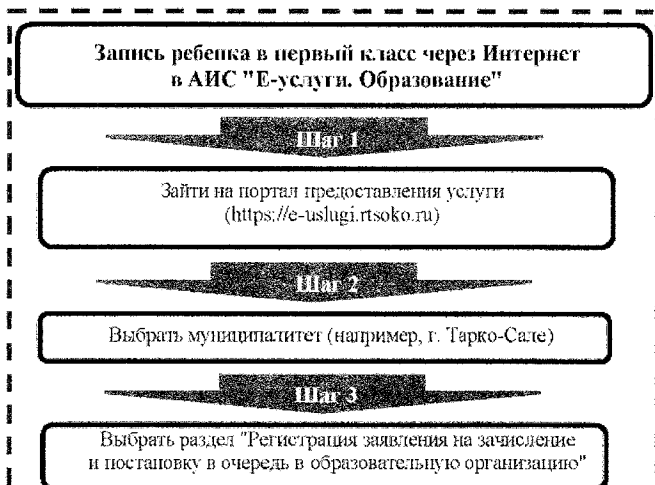 Запись ребенка в первый класс через Интернет
в АИС "Е-услуги. Образование"
Шаг 1
Зайти на портал предоставления услуги
(https://e-uslugi.rtsoko.ru)
Шаг 2
Выбрать муниципалитет (например, г. Тарко-Сале)
Шаг 3
Выбрать раздел "Регистрация заявления на зачисление
и постановку в очередь в образовательную организацию"